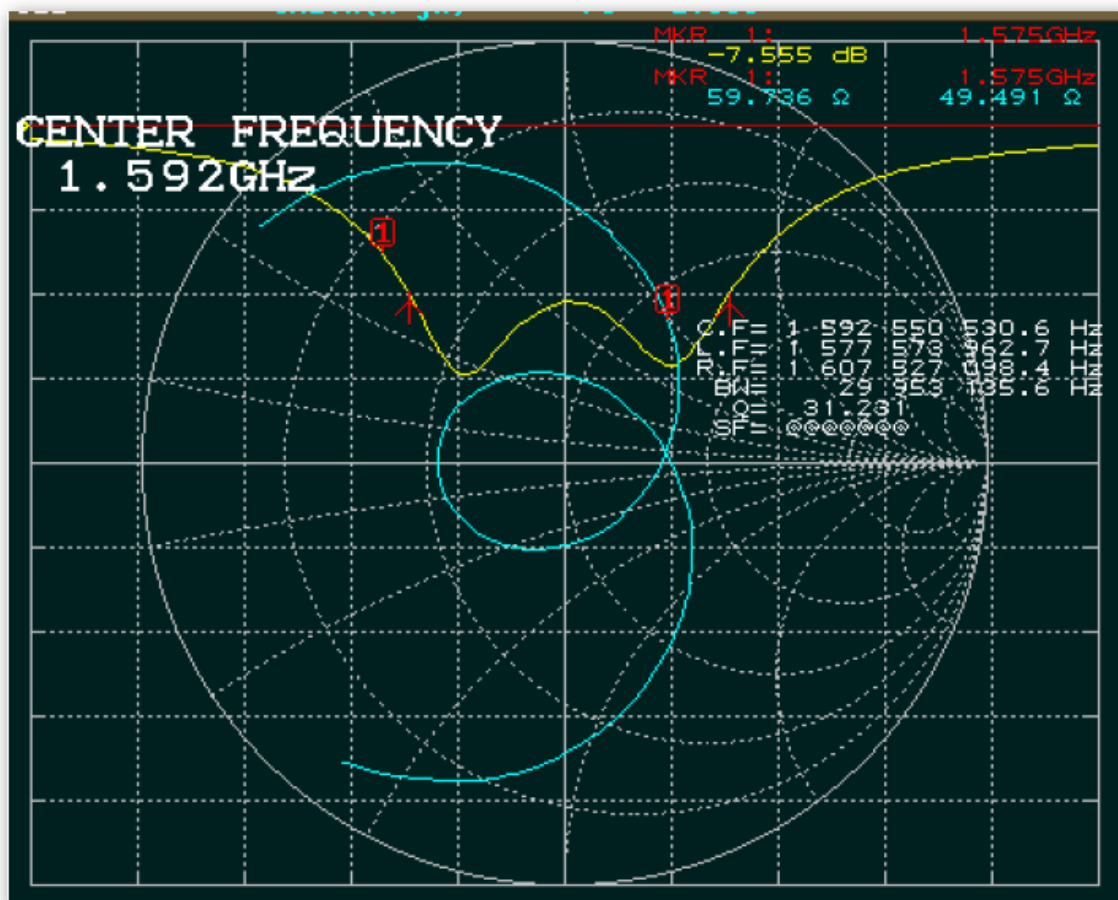 MKR 1: 1.575GHz
-7.555 dB
MKR 1: 1.575GHz
59.736 Ω 49.491 Ω
CENTER FREQUENCY
1.592GHz
1
1
C.F= 1 592 550 530.6 Hz
L.F= 1 577 573 962.7 Hz
R.F= 1 607 527 098.4 Hz
BW= 29 953 135.6 Hz
Q= 31.231
SF= @@@@@@@